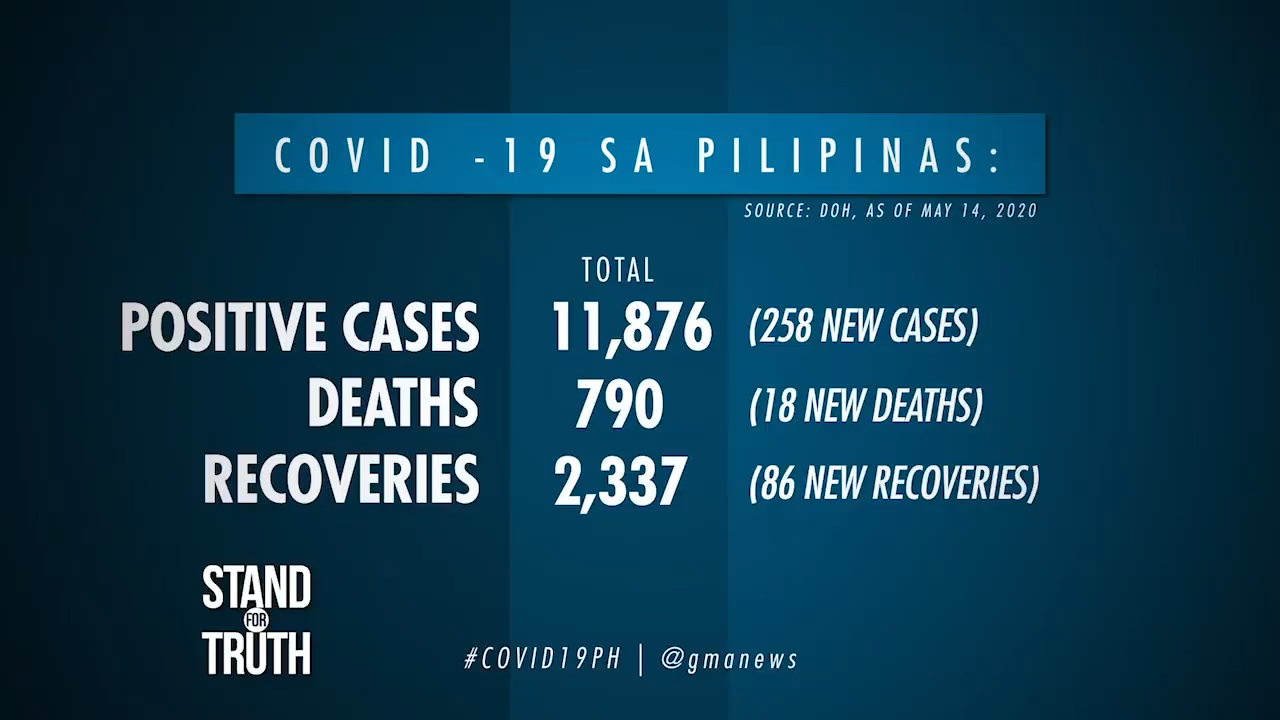 COVID -19 SA PILIPINAS:
SOURCE: DOH, AS OF MAY 14, 2020
TOTAL
POSITIVE CASES 11,876 (258 NEW CASES)
DEATHS 790 (18 NEW DEATHS)
RECOVERIES 2,337 (86 NEW RECOVERIES)
STAND
FOR
TRUTH
#COVID19PH | @gmanews